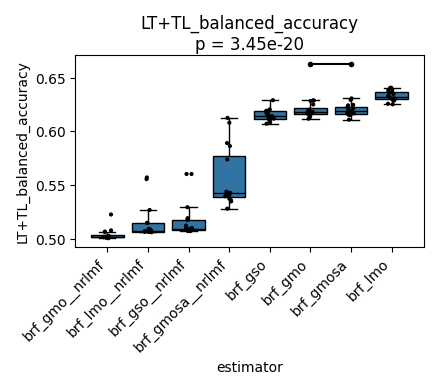 LT+TL_balanced_accuracy
p = 3.45e-20
LT+TL_balanced_accuracy
0.65
0.60
0.55
0.50
brf_gmo__nrlmf
brf_lmo__nrlmf
brf_gso__nrlmf
brf_gmosa__nrlmf
brf_gso
brf_gmo
brf_gmosa
brf_lmo
estimator